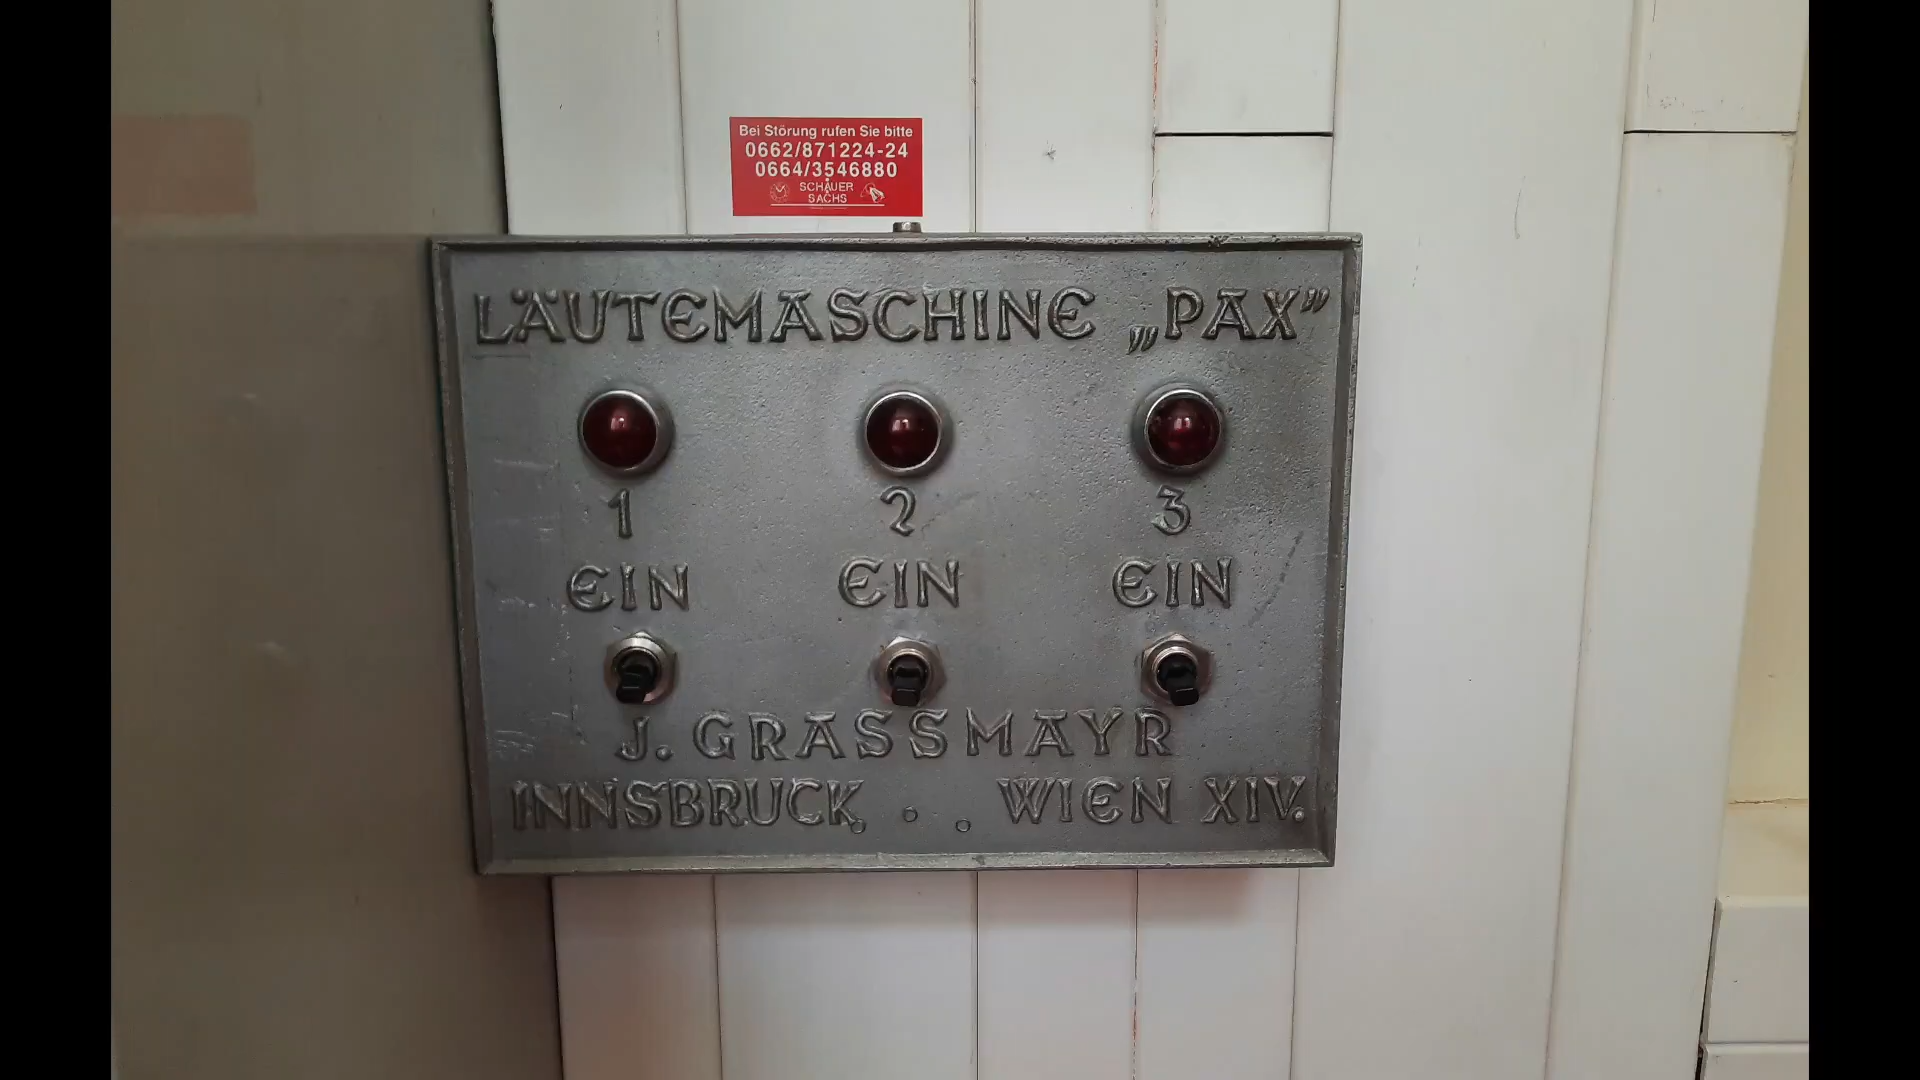 Bei Störung rufen Sie bitte
0662/871224-24
0664/3546880
SCHAUER
SACHS
LÄUTEMASCHINE „PAX”
1 2 3
EIN EIN EIN
J. GRASSMAYR
INNSBRUCK . . WIEN XIV.